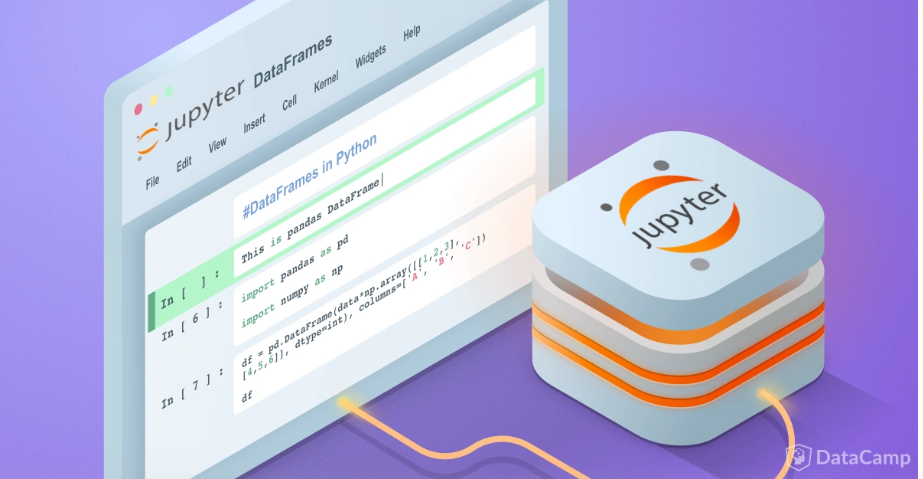 Jupyter DataFrames
File Edit View Insert Cell Kernel Widgets Help
#DataFrames in Python
In [ ] :
This is pandas DataFrame
In [ 6 ] :
import pandas as pd
import numpy as np
In [ 7 ] :
df = pd.DataFrame(data*np.array([[1,2,3],
[4,5,6]], dtype=int), columns=['A', 'B', 'C'])
df
Jupyter
DataCamp